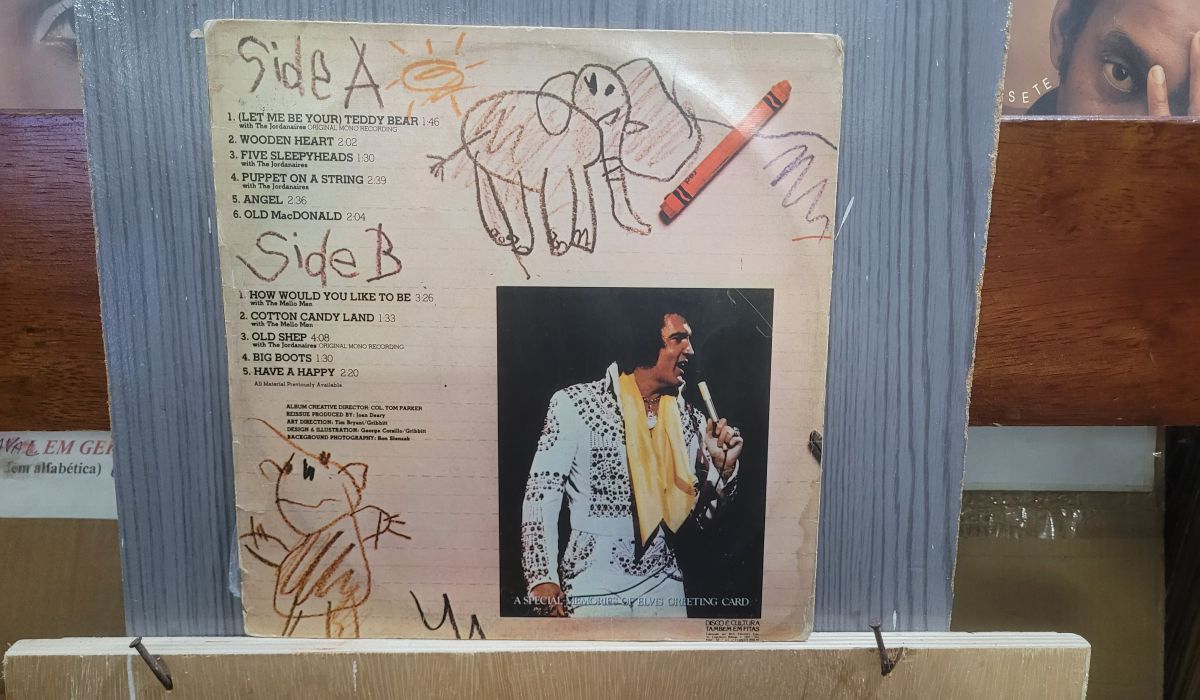 SETE
Side A
1. (LET ME BE YOUR) TEDDY BEAR 1:46
with The Jordanaires ORIGINAL MONO RECORDING
2. WOODEN HEART 2:02
3. FIVE SLEEPYHEADS 1:30
with The Jordanaires
4. PUPPET ON A STRING 2:39
with The Jordanaires
5. ANGEL 2:36
6. OLD MacDONALD 2:04
Side B
1. HOW WOULD YOU LIKE TO BE 3:26
with The Mello Men
2. COTTON CANDY LAND 1:33
with The Mello Men
3. OLD SHEP 4:08
with The Jordanaires ORIGINAL MONO RECORDING
4. BIG BOOTS 1:30
5. HAVE A HAPPY 2:20
All Material Previously Available
ALBUM CREATIVE DIRECTOR: COL. TOM PARKER
REISSUE PRODUCED BY: Joan Deary
ART DIRECTION: Tim Bryant/Gribbitt
DESIGN & ILLUSTRATION: George Corsillo/Gribbitt
BACKGROUND PHOTOGRAPHY: Ron Slenzak
red
A SPECIAL MEMORIES OF ELVIS GREETING CARD
DISCO É CULTURA
TAMBÉM EM FITAS
EM GE
alfabética)